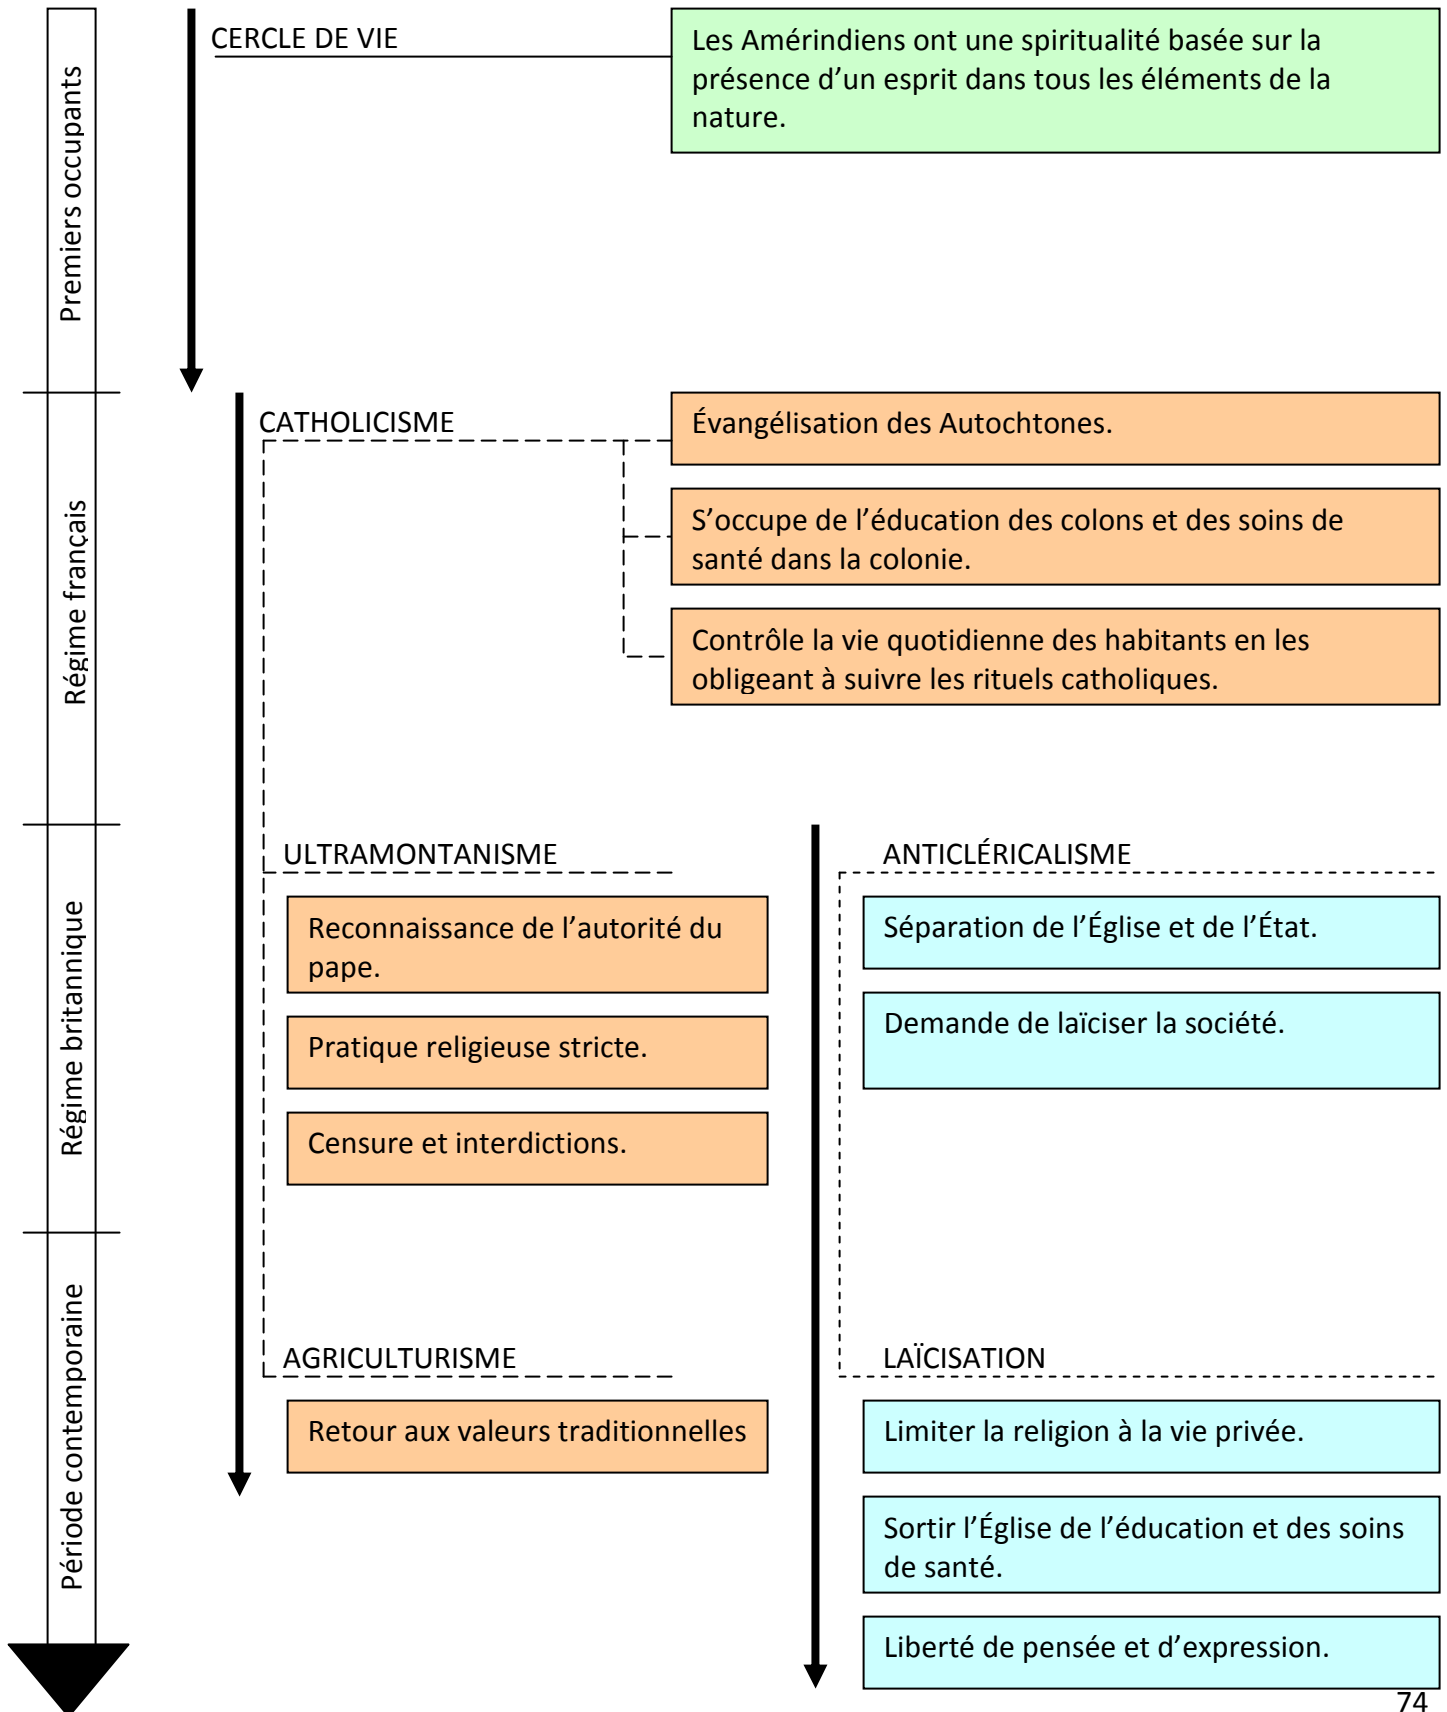 Premiers occupants
CERCLE DE VIE
Les Amérindiens ont une spiritualité basée sur la
présence d’un esprit dans tous les éléments de la
nature.
Régime français
CATHOLICISME
Évangélisation des Autochtones.
S’occupe de l’éducation des colons et des soins de
santé dans la colonie.
Contrôle la vie quotidienne des habitants en les
obligeant à suivre les rituels catholiques.
Régime britannique
ULTRAMONTANISME
Reconnaissance de l’autorité du
pape.
Pratique religieuse stricte.
Censure et interdictions.
ANTICLÉRICALISME
Séparation de l’Église et de l’État.
Demande de laïciser la société.
Période contemporaine
AGRICULTURISME
Retour aux valeurs traditionnelles
LAÏCISATION
Limiter la religion à la vie privée.
Sortir l’Église de l’éducation et des soins
de santé.
Liberté de pensée et d’expression.
74